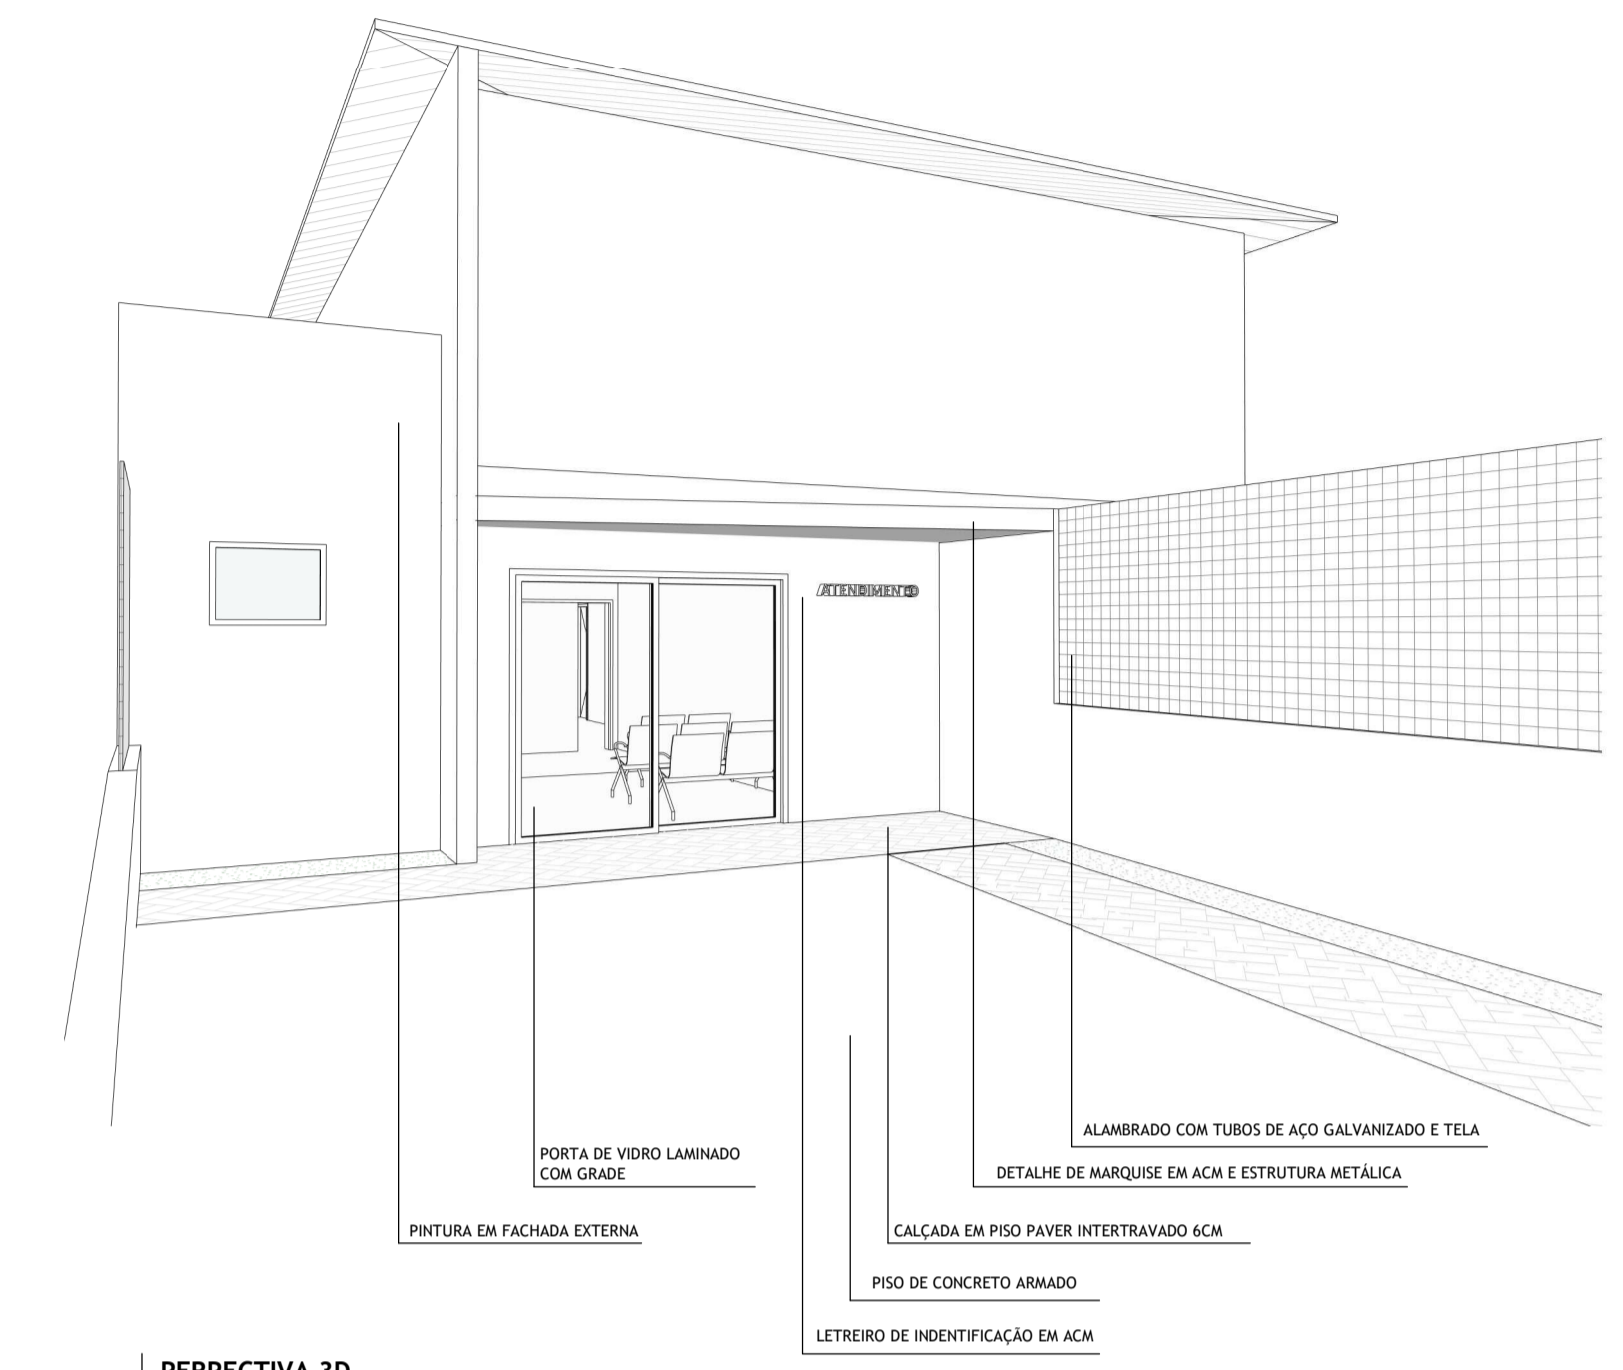 ATENDIMENTO
ALAMBRADO COM TUBOS DE AÇO GALVANIZADO E TELA
PORTA DE VIDRO LAMINADO
COM GRADE
DETALHE DE MARQUISE EM ACM E ESTRUTURA METÁLICA
PINTURA EM FACHADA EXTERNA
CALÇADA EM PISO PAVER INTERTRAVADO 6CM
PISO DE CONCRETO ARMADO
LETREIRO DE INDENTIFICAÇÃO EM ACM
PERPECTIVA 3D